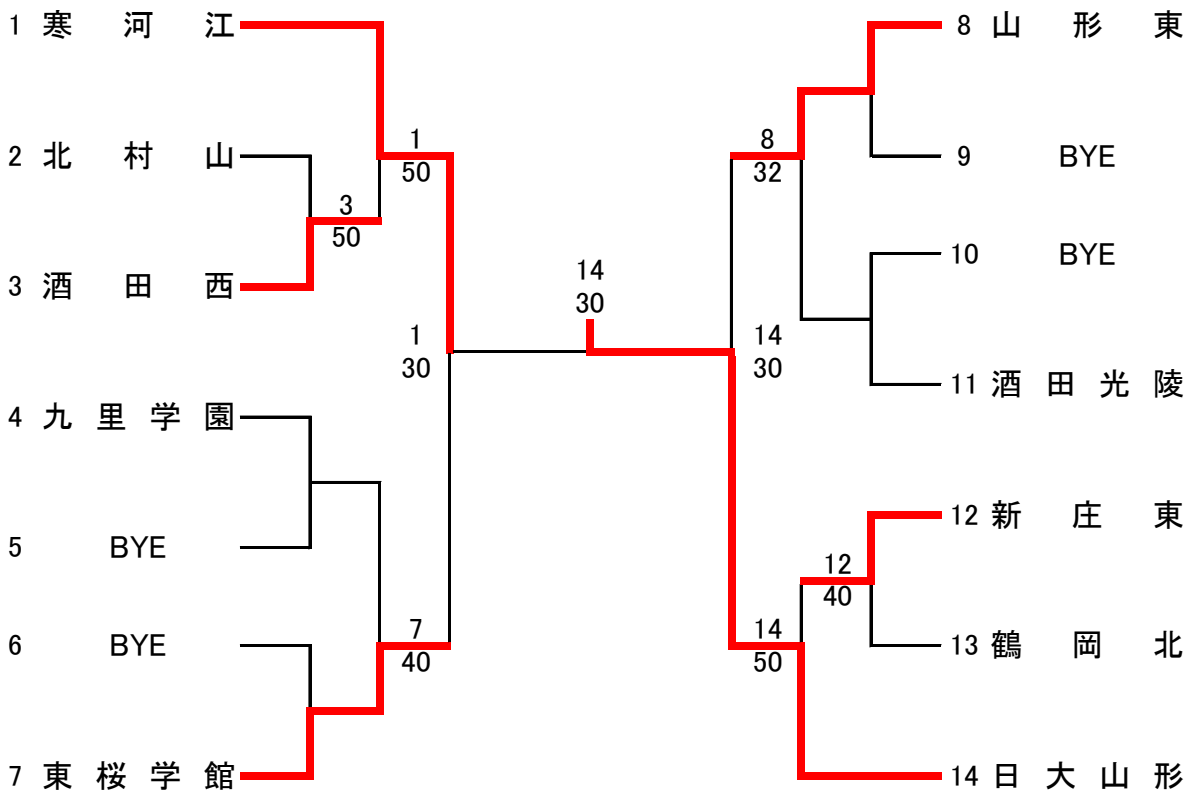 1 寒河江
2 北村山
3 酒田西
4 九里学園
5 BYE
6 BYE
7 東桜学館
3
50
1
50
7
40
1
30
14
30
14
30
8
32
12
40
14
50
8 山形東
9 BYE
10 BYE
11 酒田光陵
12 新庄東
13 鶴岡北
14 日大山形